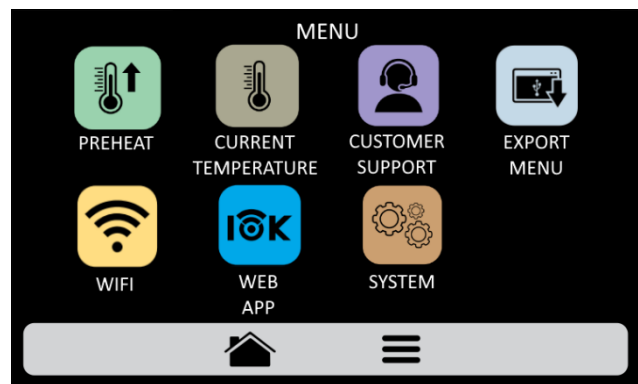 MENU
PREHEAT
CURRENT
TEMPERATURE
CUSTOMER
SUPPORT
EXPORT
MENU
WIFI
IOK
WEB
APP
SYSTEM